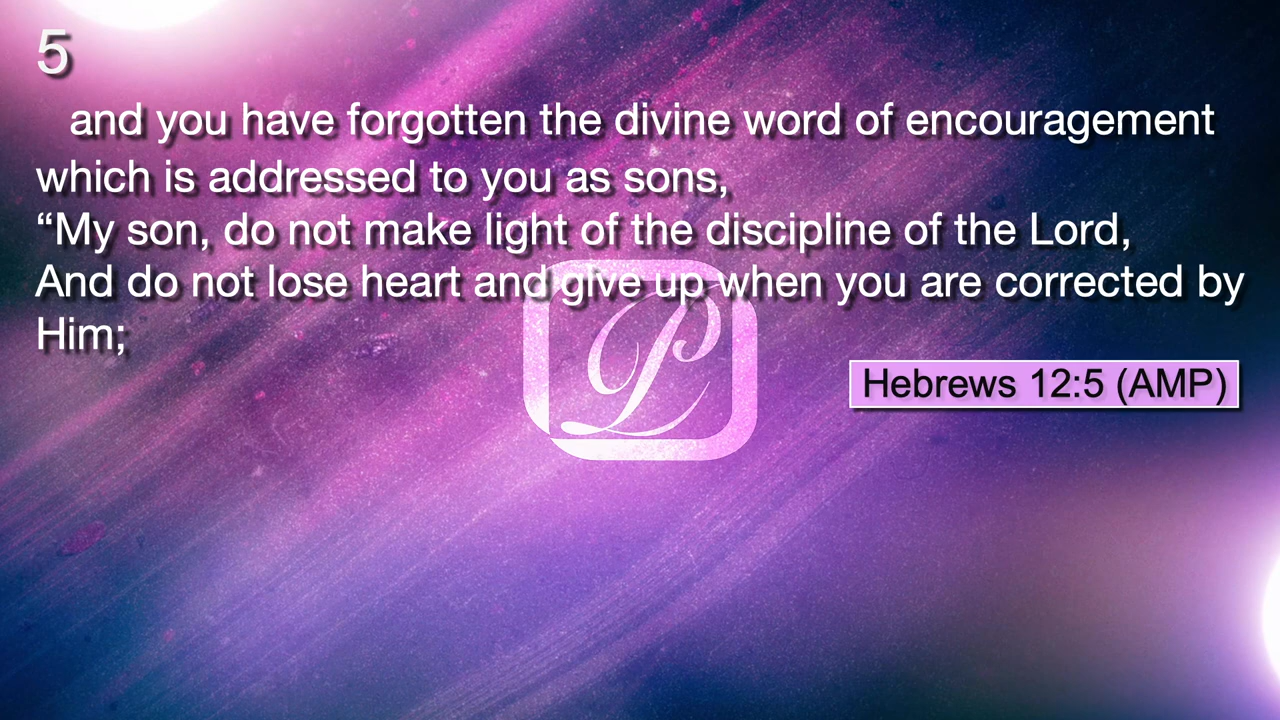 5
and you have forgotten the divine word of encouragement
which is addressed to you as sons,
“My son, do not make light of the discipline of the Lord,
And do not lose heart and give up when you are corrected by
Him;
Hebrews 12:5 (AMP)
LP